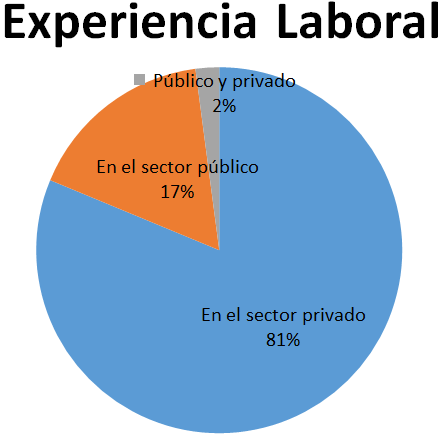 Experiencia Laboral
Público y privado
2%
En el sector público
17%
En el sector privado
81%